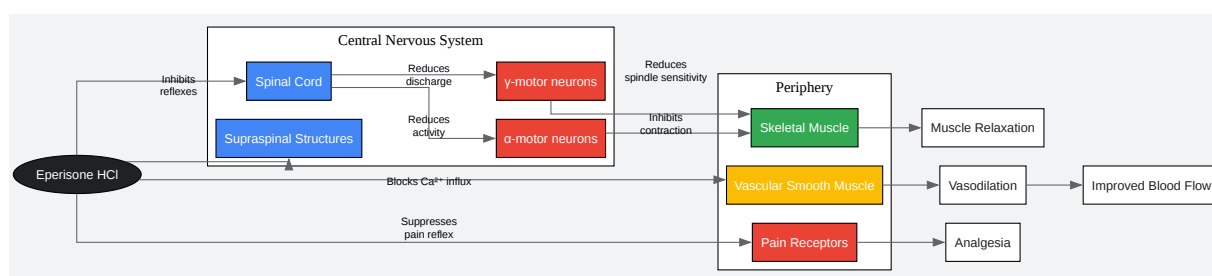 Central Nervous System
Inhibits
reflexes
Spinal Cord
Reduces
discharge
γ-motor neurons
Reduces
spindle sensitivity
Periphery
Supraspinal Structures
Reduces
activity
α-motor neurons
Inhibits
contraction
Skeletal Muscle
Muscle Relaxation
Eperisone HCl
Blocks Ca²⁺ influx
Vascular Smooth Muscle
Vasodilation
Improved Blood Flow
Suppresses
pain reflex
Pain Receptors
Analgesia